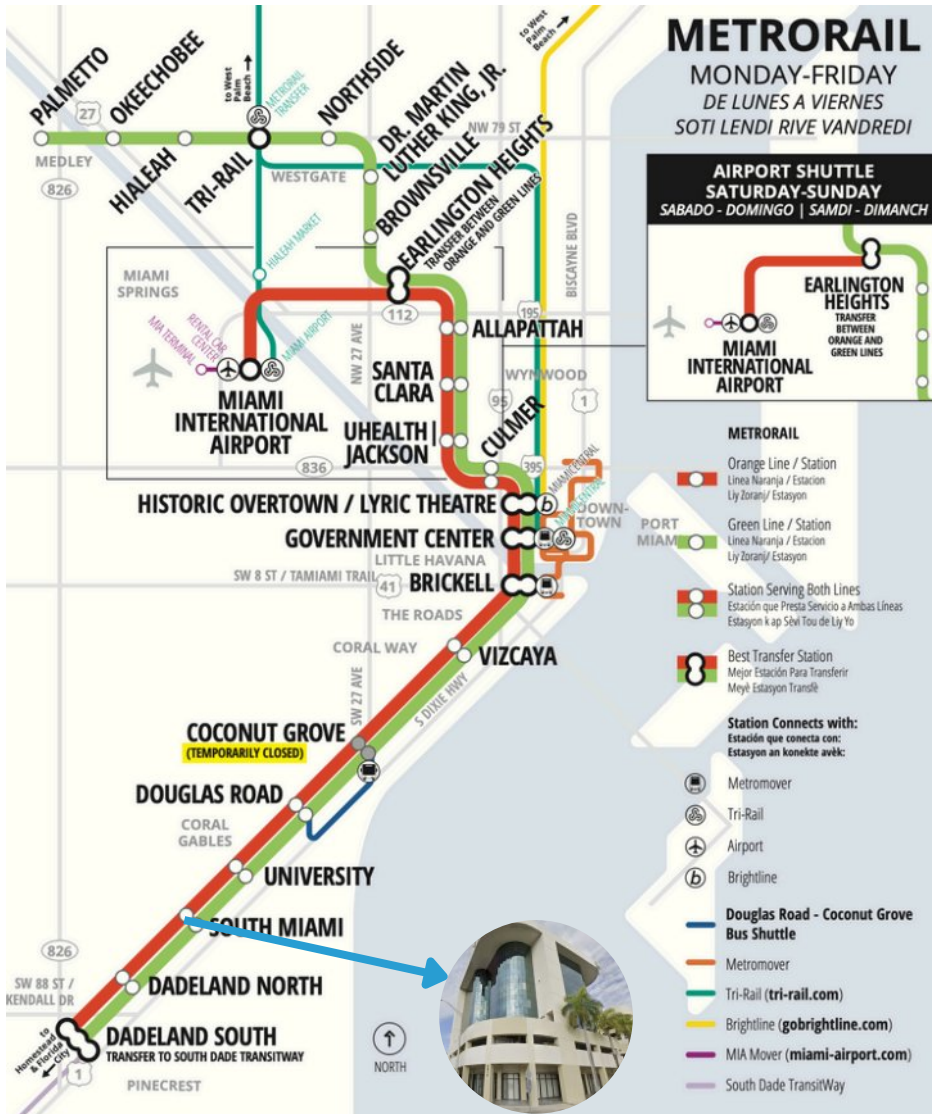 METRORAIL
MONDAY-FRIDAY
DE LUNES A VIERNES
SOTI LENDI RIVE VANDREDI
AIRPORT SHUTTLE
SATURDAY-SUNDAY
SABADO - DOMINGO | SAMDI - DIMANCH
EARLINGTON
HEIGHTS
TRANSFER
BETWEEN
ORANGE AND
GREEN LINES
MIAMI
INTERNATIONAL
AIRPORT
to West
Palm
Beach
to West
Palm
Beach
PALMETTO
OKEECHOBEE
HIALEAH
TRI-RAIL
METRORAIL
TRANSFER
NORTHSIDE
DR. MARTIN
LUTHER KING, JR.
BROWNSVILLE
EARLINGTON HEIGHTS
TRANSFER BETWEEN
ORANGE AND GREEN LINES
27
NW 79 ST
MEDLEY
826
WESTGATE
HIALEAH MARKET
BISCAYNE BLVD
MIAMI
SPRINGS
112
195
RENTAL CAR
CENTER
MIA TERMINAL
MIAMI AIRPORT
NW 27 AVE
ALLAPATTAH
MIAMI
INTERNATIONAL
AIRPORT
SANTA
CLARA
WYNWOOD
95
1
UHEALTH |
JACKSON
CULMER
836
395
MIAMICENTRAL
MIAMICENTRAL
HISTORIC OVERTOWN / LYRIC THEATRE
b
DOWN-
TOWN
PORT
MIAMI
GOVERNMENT CENTER
LITTLE HAVANA
SW 8 ST / TAMIAMI TRAIL
41
BRICKELL
THE ROADS
CORAL WAY
VIZCAYA
SW 27 AVE
S DIXIE HWY
COCONUT GROVE
(TEMPORARILY CLOSED)
DOUGLAS ROAD
CORAL
GABLES
UNIVERSITY
SOUTH MIAMI
826
SW 88 ST /
KENDALL DR
DADELAND NORTH
DADELAND SOUTH
TRANSFER TO SOUTH DADE TRANSITWAY
to
Homestead
& Florida
City
1
PINECREST
NORTH
METRORAIL
Orange Line / Station
Linea Naranja / Estacion
Liy Zoranj/ Estasyon
Green Line / Station
Linea Naranja / Estacion
Liy Zoranj/ Estasyon
Station Serving Both Lines
Estación que Presta Servicio a Ambas Líneas
Estasyon k ap Sèvi Tou de Liy Yo
Best Transfer Station
Mejor Estación Para Transferir
Meyè Estasyon Transfè
Station Connects with:
Estación que conecta con:
Estasyon an konekte avèk:
Metromover
Tri-Rail
Airport
b
Brightline
Douglas Road - Coconut Grove
Bus Shuttle
Metromover
Tri-Rail (tri-rail.com)
Brightline (gobrightline.com)
MIA Mover (miami-airport.com)
South Dade TransitWay